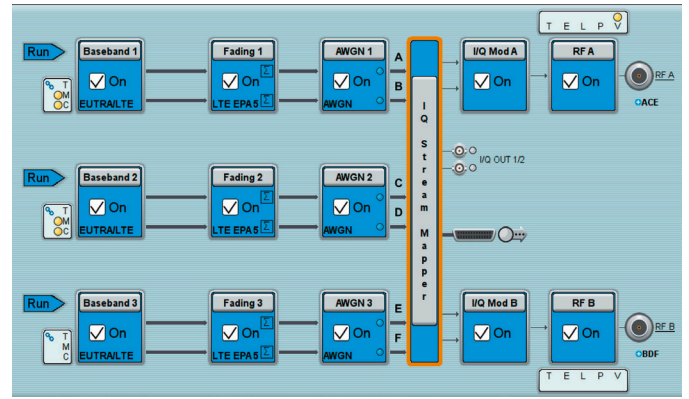 T E L P V
Run
Baseband 1
On
EUTRA/LTE
T
M
C
Fading 1
Σ
On
LTE EPA 5 Σ
AWGN 1
On
AWGN
A
B
I/Q Mod A
On
RF A
On
RF A
ACE
I
Q
S
t
r
e
a
m
M
a
p
p
e
r
I/Q OUT 1/2
Run
Baseband 2
On
EUTRA/LTE
T
M
C
Fading 2
Σ
On
LTE EPA 5 Σ
AWGN 2
On
AWGN
C
D
Run
Baseband 3
On
EUTRA/LTE
T
M
C
Fading 3
Σ
On
LTE EPA 5 Σ
AWGN 3
On
AWGN
E
F
I/Q Mod B
On
RF B
On
RF B
BDF
T E L P V